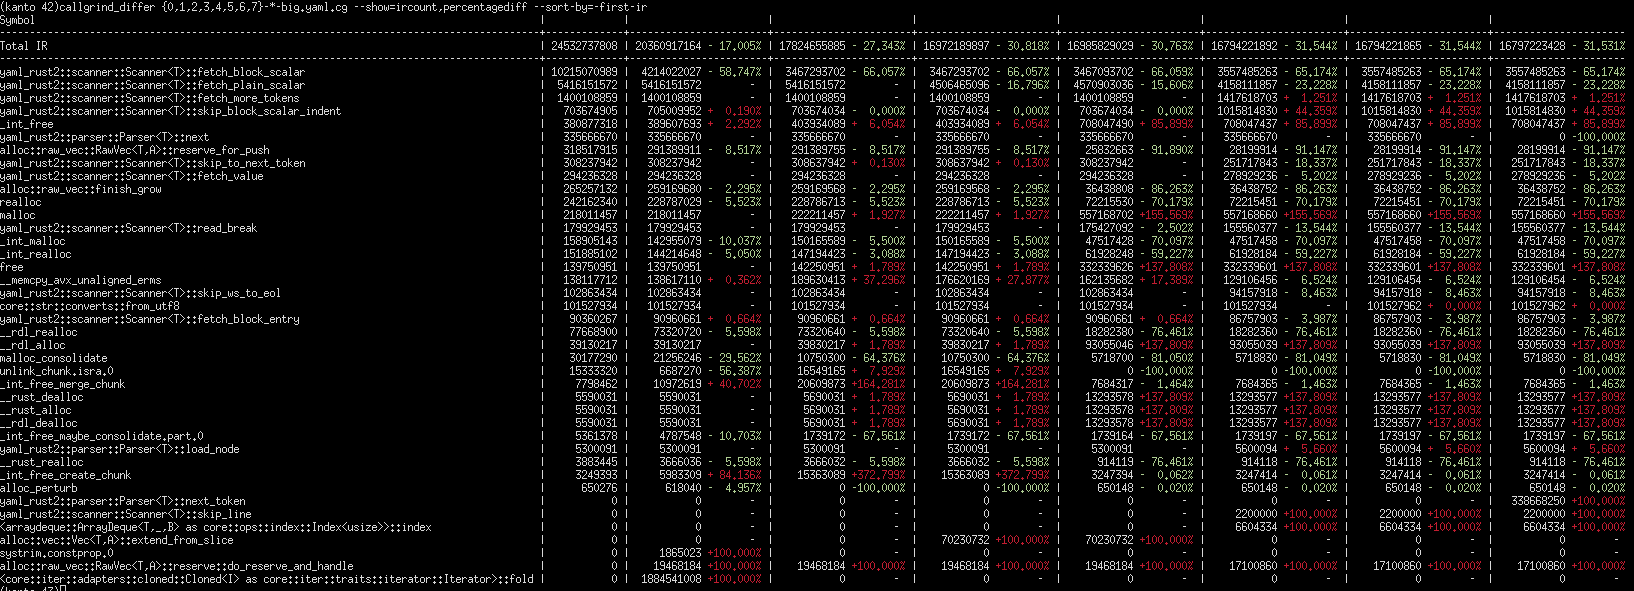 (kanto 42)callgrind_differ {0,1,2,3,4,5,6,7}-*-big.yaml.cg --show=ircount,percentagediff --sort-by=-first-ir
Symbol | | | | | | | |
Total IR | 24532737808 | 20360917164 - 17.005% | 17824655885 - 27.343% | 16972189897 - 30.818% | 16985829029 - 30.763% | 16794221892 - 31.544% | 16794221865 - 31.544% | 16797223428 - 31.531%
yaml_rust2::scanner::Scanner<T>::fetch_block_scalar | 10215070989 | 4214022027 - 58.747% | 3467293702 - 66.057% | 3467293702 - 66.057% | 3467093702 - 66.059% | 3557485263 - 65.174% | 3557485263 - 65.174% | 3557485263 - 65.174%
yaml_rust2::scanner::Scanner<T>::fetch_plain_scalar | 5416151572 | 5416151572 - | 5416151572 - | 4506465096 - 16.796% | 4570903036 - 15.606% | 4158111111 - 23.228% | 4158111111 - 23.228% | 4158111111 - 23.228%
yaml_rust2::scanner::Scanner<T>::fetch_more_tokens | 1400108859 | 1400108859 - | 1400108859 - | 1400108859 - | 1400108859 - | 1417618703 + 1.251% | 1417618703 + 1.251% | 1417618703 + 1.251%
yaml_rust2::scanner::Scanner<T>::skip_block_scalar_indent | 703674905 | 705009952 + 0.190% | 703674034 - 0.000% | 703674034 - 0.000% | 703674034 - 0.000% | 1015814830 + 44.359% | 1015814830 + 44.359% | 1015814830 + 44.359%
_int_free | 380877318 | 389607693 + 2.292% | 403934089 + 6.054% | 403934089 + 6.054% | 708047490 + 85.899% | 708047437 + 85.899% | 708047437 + 85.899% | 708047437 + 85.899%
yaml_rust2::parser::Parser<T>::next | 335666670 | 335666670 - | 335666670 - | 335666670 - | 335666670 - | 335666670 - | 335666670 - | 0 -100.000%
alloc::raw_vec::RawVec<T,A>::reserve_for_push | 318517915 | 291389911 - 8.517% | 291389755 - 8.517% | 291389755 - 8.517% | 25832663 - 91.890% | 28199914 - 91.147% | 28199914 - 91.147% | 28199914 - 91.147%
yaml_rust2::scanner::Scanner<T>::skip_to_next_token | 308237942 | 308237942 - | 308637942 + 0.130% | 308637942 + 0.130% | 308237942 - | 251717843 - 18.337% | 251717843 - 18.337% | 251717843 - 18.337%
yaml_rust2::scanner::Scanner<T>::fetch_value | 294236328 | 294236328 - | 294236328 - | 294236328 - | 294236328 - | 278929236 - 5.202% | 278929236 - 5.202% | 278929236 - 5.202%
alloc::raw_vec::finish_grow | 265257132 | 259169680 - 2.295% | 259169568 - 2.295% | 259169568 - 2.295% | 36438808 - 86.263% | 36438752 - 86.263% | 36438752 - 86.263% | 36438752 - 86.263%
realloc | 242162340 | 228787029 - 5.523% | 228786713 - 5.523% | 228786713 - 5.523% | 72215530 - 70.179% | 72215451 - 70.179% | 72215451 - 70.179% | 72215451 - 70.179%
malloc | 218011457 | 218011457 - | 222211457 + 1.927% | 222211457 + 1.927% | 557168702 +155.569% | 557168660 +155.569% | 557168660 +155.569% | 557168660 +155.569%
yaml_rust2::scanner::Scanner<T>::read_break | 179929453 | 179929453 - | 179929453 - | 179929453 - | 175427092 - 2.502% | 155560377 - 13.544% | 155560377 - 13.544% | 155560377 - 13.544%
_int_malloc | 158905143 | 142955079 - 10.037% | 150165589 - 5.500% | 150165589 - 5.500% | 47517428 - 70.097% | 47517458 - 70.097% | 47517458 - 70.097% | 47517458 - 70.097%
_int_realloc | 151885102 | 144214648 - 5.050% | 147194423 - 3.088% | 147194423 - 3.088% | 61928248 - 59.227% | 61928184 - 59.227% | 61928184 - 59.227% | 61928184 - 59.227%
free | 139750951 | 139750951 - | 142250951 + 1.789% | 142250951 + 1.789% | 332339626 +137.808% | 332339601 +137.808% | 332339601 +137.808% | 332339601 +137.808%
__memcpy_avx_unaligned_erms | 138117712 | 138617110 + 0.362% | 189630413 + 37.296% | 176620169 + 27.877% | 162135682 + 17.389% | 129106456 - 6.524% | 129106456 - 6.524% | 129106456 - 6.524%
yaml_rust2::scanner::Scanner<T>::skip_ws_to_eol | 102863434 | 102863434 - | 102863434 - | 102863434 - | 102863434 - | 94157918 - 8.463% | 94157918 - 8.463% | 94157918 - 8.463%
core::str::converts::from_utf8 | 101527934 | 101527934 - | 101527934 - | 101527934 - | 101527934 - | 101527934 - | 101527962 + 0.000% | 101527962 + 0.000%
yaml_rust2::scanner::Scanner<T>::fetch_block_entry | 90360267 | 90960661 + 0.664% | 90960661 + 0.664% | 90960661 + 0.664% | 90960661 + 0.664% | 86757903 - 3.987% | 86757903 - 3.987% | 86757903 - 3.987%
__rdl_realloc | 77668900 | 73320720 - 5.598% | 73320640 - 5.598% | 73320640 - 5.598% | 18282380 - 76.461% | 18282360 - 76.461% | 18282360 - 76.461% | 18282360 - 76.461%
__rdl_alloc | 39130217 | 39130217 - | 39830217 + 1.789% | 39830217 + 1.789% | 93055046 +137.809% | 93055039 +137.809% | 93055039 +137.809% | 93055039 +137.809%
malloc_consolidate | 30177290 | 21256246 - 29.562% | 10750300 - 64.376% | 10750300 - 64.376% | 5718700 - 81.050% | 5718830 - 81.049% | 5718830 - 81.049% | 5718830 - 81.049%
unlink_chunk.isra.0 | 15333320 | 6687270 - 56.387% | 16549165 + 7.929% | 16549165 + 7.929% | 0 -100.000% | 0 -100.000% | 0 -100.000% | 0 -100.000%
_int_free_merge_chunk | 7798462 | 10972619 + 40.702% | 20609873 +164.281% | 20609873 +164.281% | 7684317 - 1.464% | 7684365 - 1.463% | 7684365 - 1.463% | 7684365 - 1.463%
__rust_dealloc | 5590031 | 5590031 - | 5690031 + 1.789% | 5690031 + 1.789% | 13293578 +137.809% | 13293577 +137.809% | 13293577 +137.809% | 13293577 +137.809%
__rust_alloc | 5590031 | 5590031 - | 5690031 + 1.789% | 5690031 + 1.789% | 13293578 +137.809% | 13293577 +137.809% | 13293577 +137.809% | 13293577 +137.809%
__rdl_dealloc | 5590031 | 5590031 - | 5690031 + 1.789% | 5690031 + 1.789% | 13293578 +137.809% | 13293577 +137.809% | 13293577 +137.809% | 13293577 +137.809%
_int_free_maybe_consolidate.part.0 | 5361378 | 4787548 - 10.703% | 1739172 - 67.561% | 1739172 - 67.561% | 1739164 - 67.561% | 1739197 - 67.561% | 1739197 - 67.561% | 1739197 - 67.560%
yaml_rust2::parser::Parser<T>::load_node | 5300091 | 5300091 - | 5300091 - | 5300091 - | 5300091 - | 5600094 + 5.660% | 5600094 + 5.660% | 5600094 + 5.660%
__rust_realloc | 3883445 | 3666036 - 5.598% | 3666032 - 5.598% | 3666032 - 5.598% | 914119 - 76.461% | 914118 - 76.461% | 914118 - 76.461% | 914118 - 76.461%
_int_free_create_chunk | 3249393 | 5983309 + 84.136% | 15363089 +372.799% | 15363089 +372.799% | 3247394 - 0.062% | 3247414 - 0.061% | 3247414 - 0.061% | 3247414 - 0.061%
alloc_perturb | 650276 | 618040 - 4.957% | 0 -100.000% | 0 -100.000% | 650148 - 0.020% | 650148 - 0.020% | 650148 - 0.020% | 650148 - 0.020%
yaml_rust2::parser::Parser<T>::next_token | 0 | 0 - | 0 - | 0 - | 0 - | 0 - | 0 - | 338668250 +100.000%
yaml_rust2::scanner::Scanner<T>::skip_line | 0 | 0 - | 0 - | 0 - | 0 - | 2200000 +100.000% | 2200000 +100.000% | 2200000 +100.000%
<arraydeque::ArrayDeque<T,_,B> as core::ops::index::Index<usize>>::index | 0 | 0 - | 0 - | 0 - | 0 - | 6604334 +100.000% | 6604334 +100.000% | 6604334 +100.000%
alloc::vec::Vec<T,A>::extend_from_slice | 0 | 0 - | 0 - | 70230732 +100.000% | 70230732 +100.000% | 0 - | 0 - | 0 -
systrim.constprop.0 | 0 | 1865023 +100.000% | 0 - | 0 - | 0 - | 0 - | 0 - | 0 -
alloc::raw_vec::RawVec<T,A>::reserve::do_reserve_and_handle | 0 | 19468184 +100.000% | 19468184 +100.000% | 19468184 +100.000% | 19468184 +100.000% | 17100860 +100.000% | 17100860 +100.000% | 17100860 +100.000%
<core::iter::adapters::cloned::Cloned<I> as core::iter::traits::iterator::Iterator>::fold | 0 | 1884541008 +100.000% | 0 - | 0 - | 0 - | 0 - | 0 - | 0 -